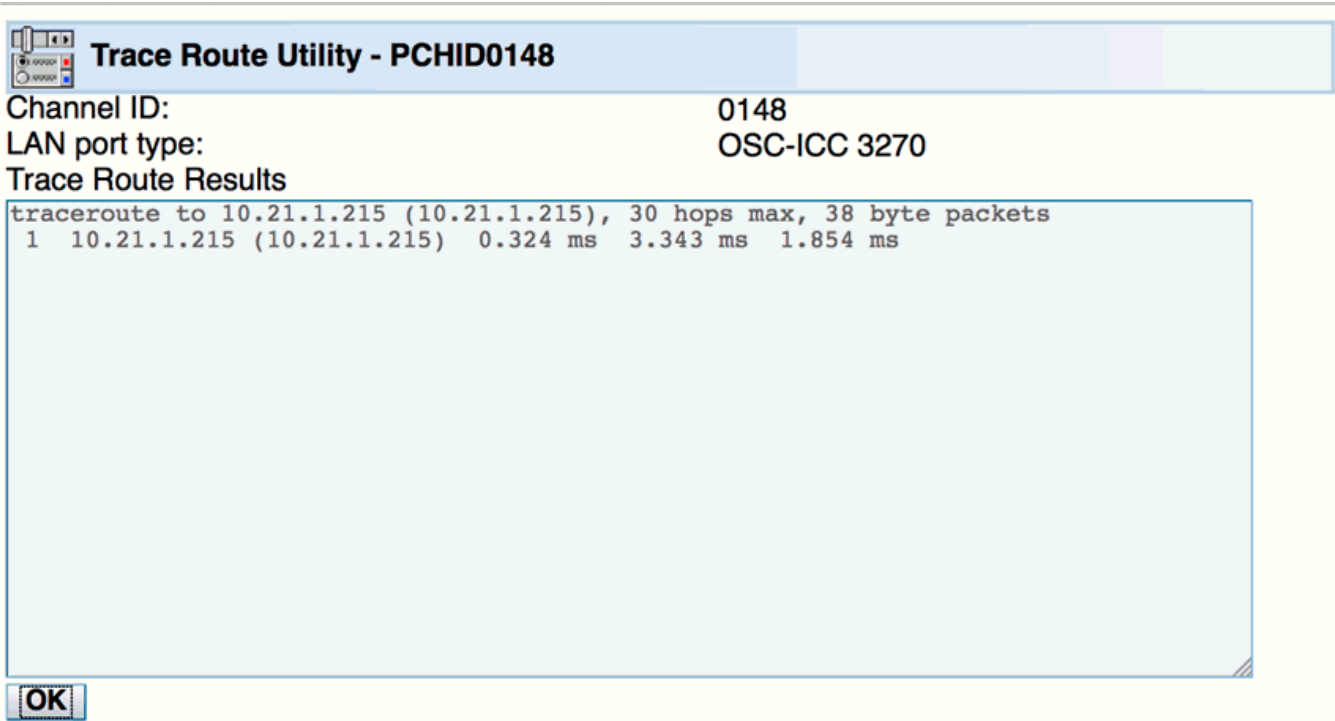 Trace Route Utility - PCHID0148
Channel ID: 0148
LAN port type: OSC-ICC 3270
Trace Route Results
traceroute to 10.21.1.215 (10.21.1.215), 30 hops max, 38 byte packets
1 10.21.1.215 (10.21.1.215) 0.324 ms 3.343 ms 1.854 ms
OK